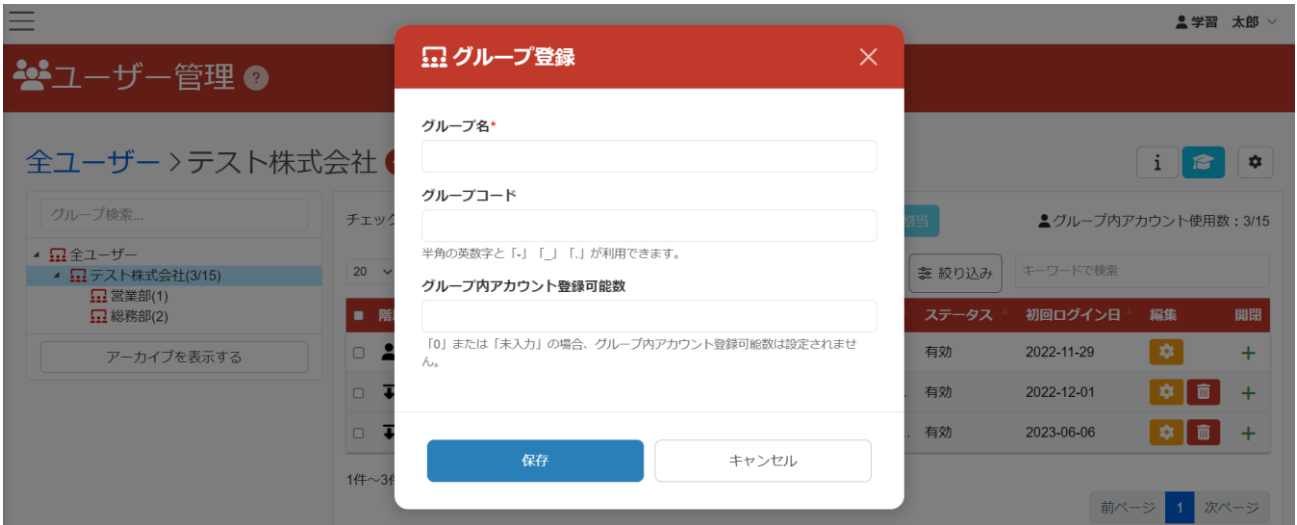 学習 太郎
ユーザー管理 ?
全ユーザー > テスト株式会社
グループ検索...
全ユーザー
テスト株式会社(3/15)
営業部(1)
総務部(2)
アーカイブを表示する
チェック
割当
グループ内アカウント使用数:3/15
20
絞り込み
キーワードで検索
ステータス
初回ログイン日
編集
開閉
有効
2022-11-29
有効
2022-12-01
有効
2023-06-06
1件～3件
前ページ
1
次ページ
グループ登録
グループ名*
グループコード
半角の英数字と「-」「_」「.」が利用できます。
グループ内アカウント登録可能数
「0」または「未入力」の場合、グループ内アカウント登録可能数は設定されませ
ん。
保存
キャンセル